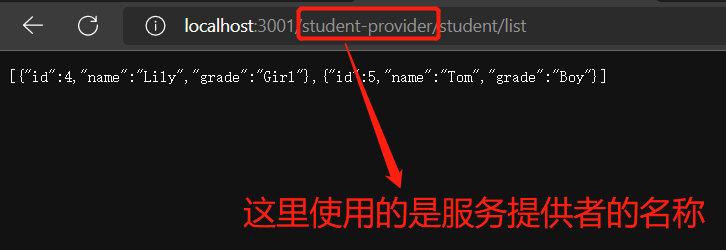 localhost:3001/student-provider/student/list
[{"id":4,"name":"Lily","grade":"Girl"},{"id":5,"name":"Tom","grade":"Boy"}]
这里使用的是服务提供者的名称